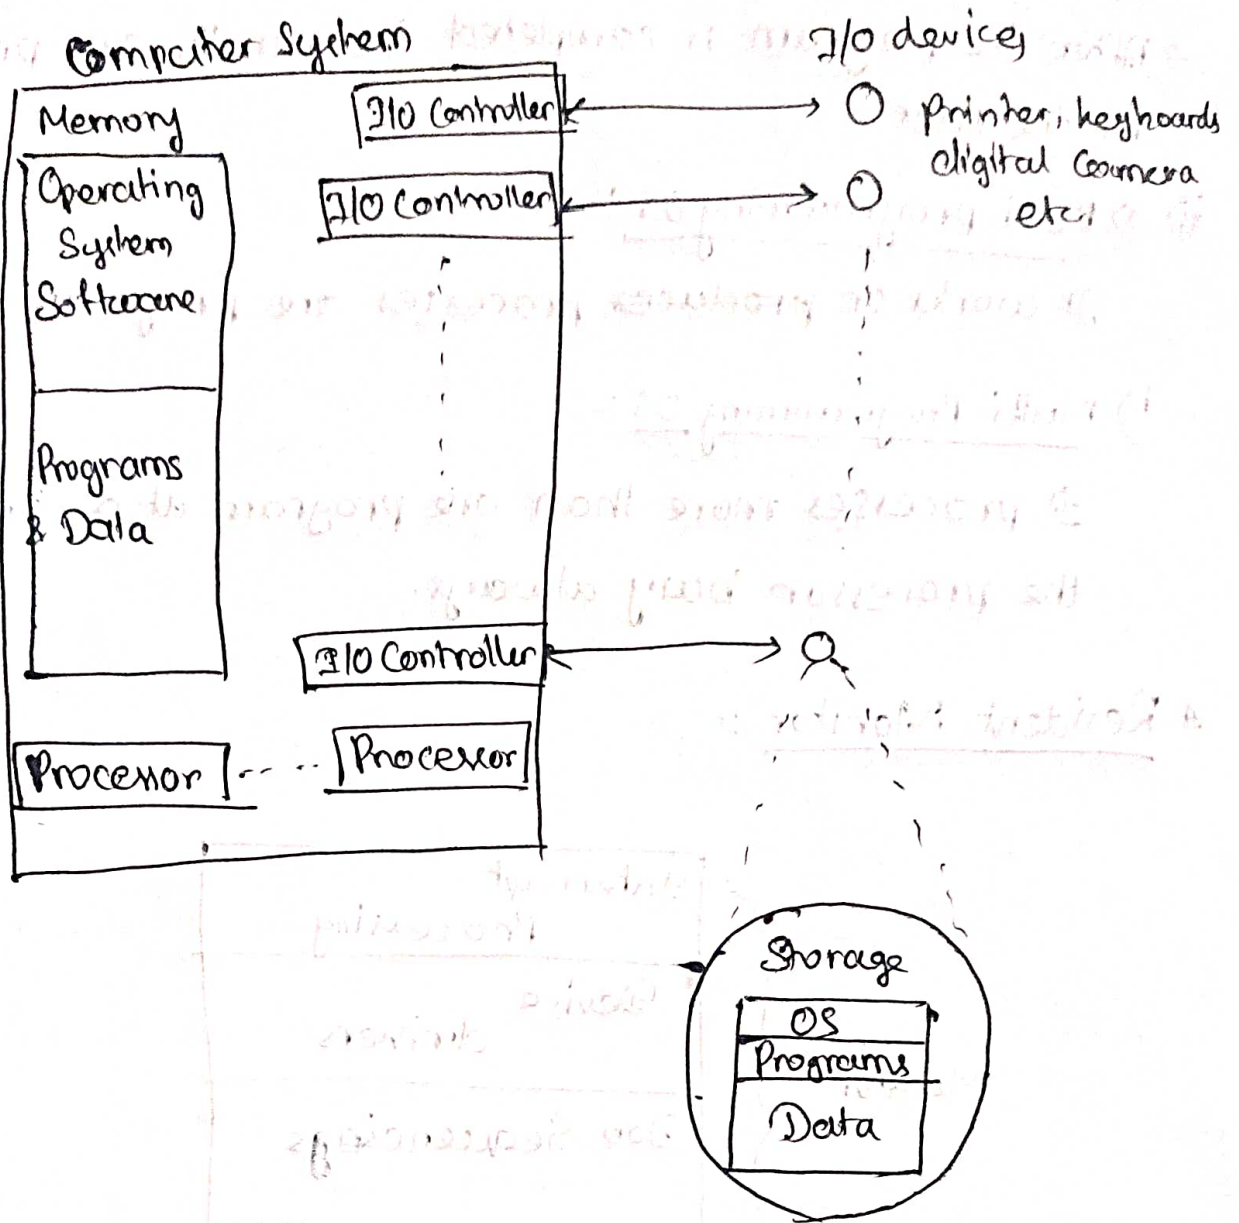 Computer System
I/O devices
Memory
I/O Controller
Printer, keyboards
digital Camera
etc.
Operating
System
Software
I/O Controller
Programs
& Data
I/O Controller
Processor
Processor
Storage
OS
Programs
Data